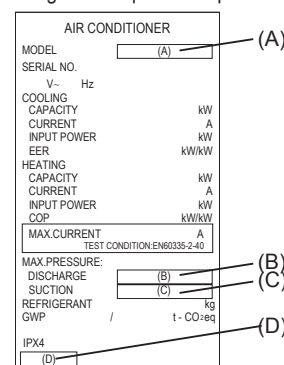 AIR CONDITIONER
MODEL (A) (A)
SERIAL NO.
V~ Hz
COOLING
CAPACITY kW
CURRENT A
INPUT POWER kW
EER kW/kW
HEATING
CAPACITY kW
CURRENT A
INPUT POWER kW
COP kW/kW
MAX.CURRENT A
TEST CONDITION:EN60335-2-40
MAX.PRESSURE:
DISCHARGE (B) (B)
SUCTION (C) (C)
REFRIGERANT kg
GWP / t - CO2eq
IPX4 (D)
(D)